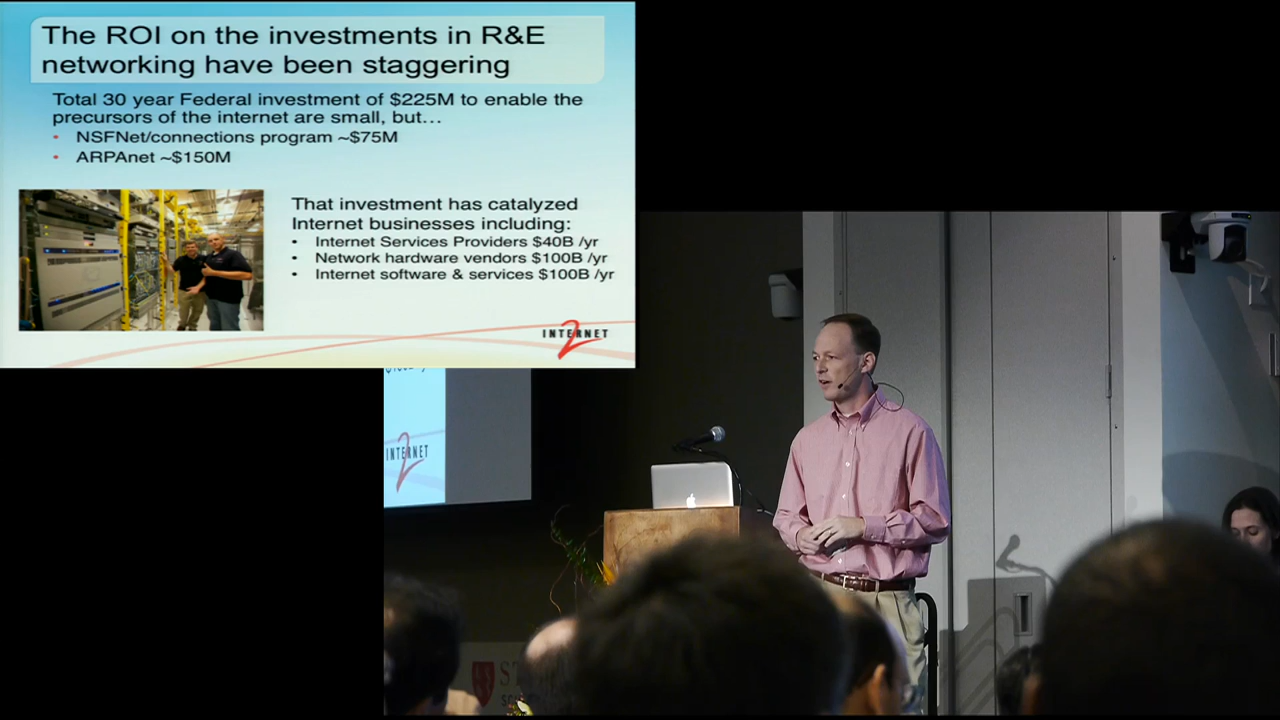 The ROI on the investments in R&E
networking have been staggering
Total 30 year Federal investment of $225M to enable the
precursors of the internet are small, but…
• NSFNet/connections program ~$75M
• ARPAnet ~$150M
That investment has catalyzed
Internet businesses including:
• Internet Services Providers $40B /yr
• Network hardware vendors $100B /yr
• Internet software & services $100B /yr
INTERNET
2
INTERNET
2